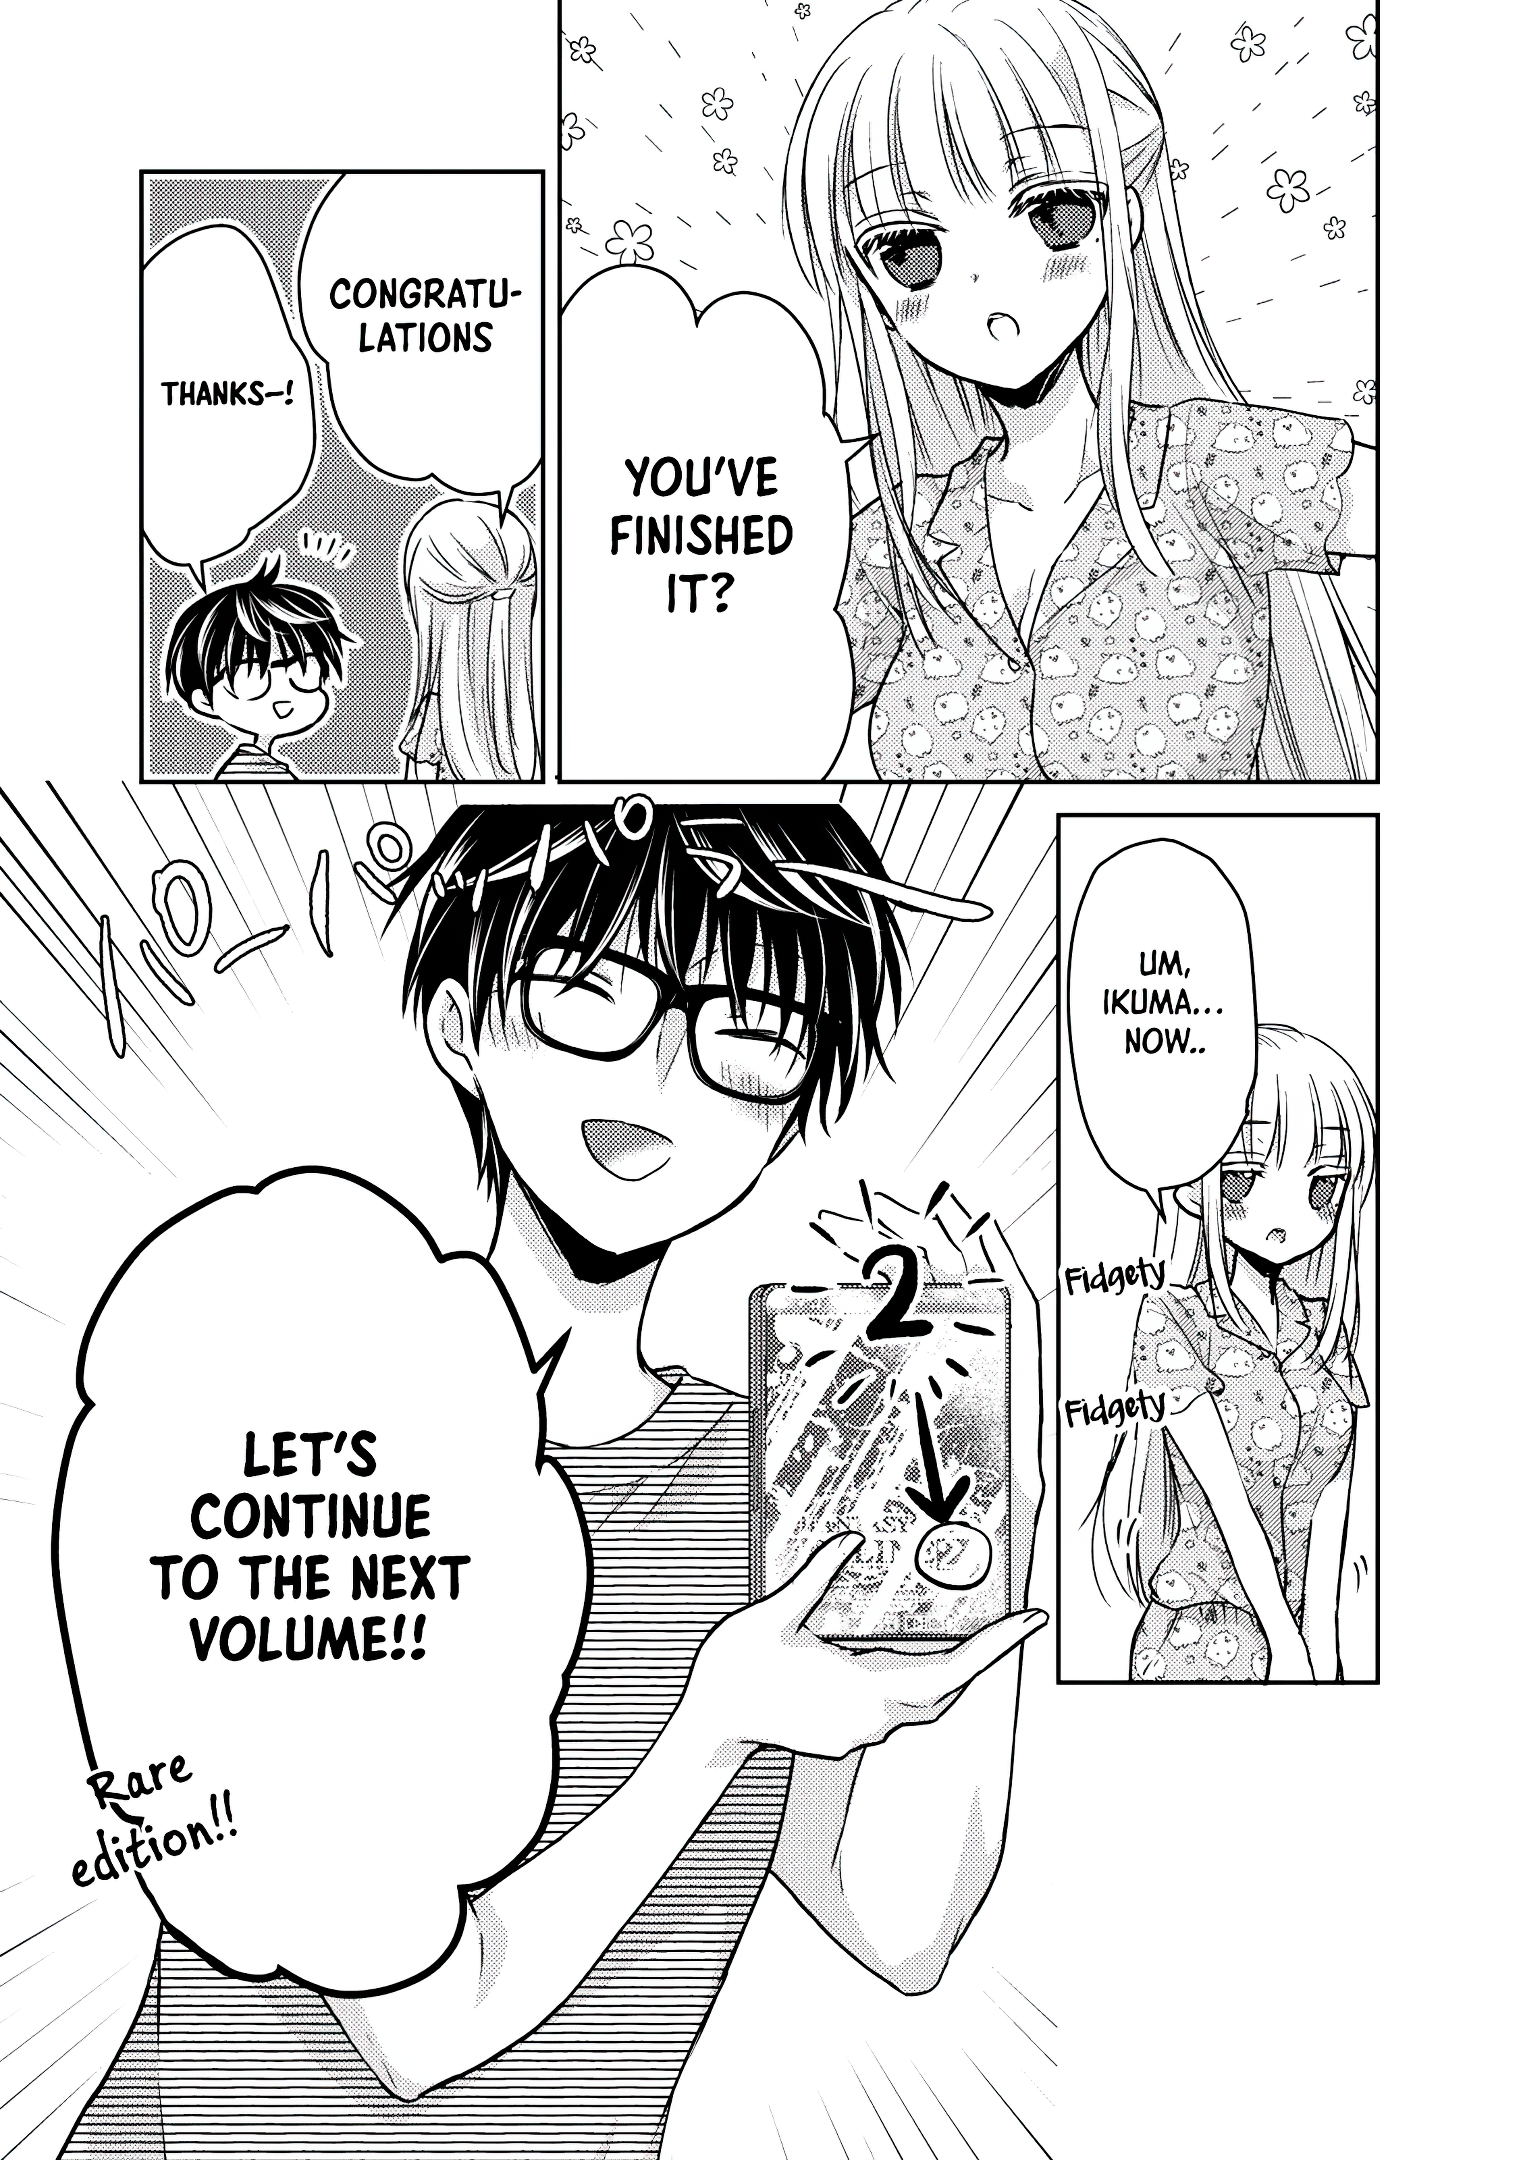 YOU'VE
FINISHED
IT?
CONGRATU-
LATIONS
THANKS~!
UM,
IKUMA...
NOW..
Fidgety
Fidgety
2
LET'S
CONTINUE
TO THE NEXT
VOLUME!!
Rare
edition!!